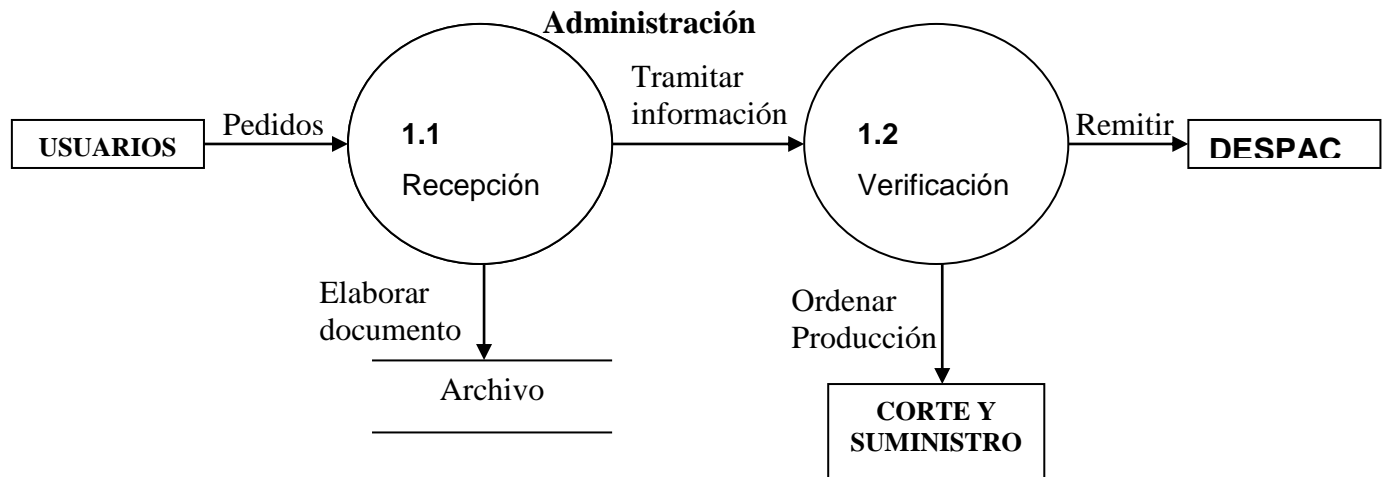 Administración
USUARIOS
Pedidos
1.1
Recepción
Tramitar
información
1.2
Verificación
Remitir
DESPAC
Elaborar
documento
Archivo
Ordenar
Producción
CORTE Y
SUMINISTRO